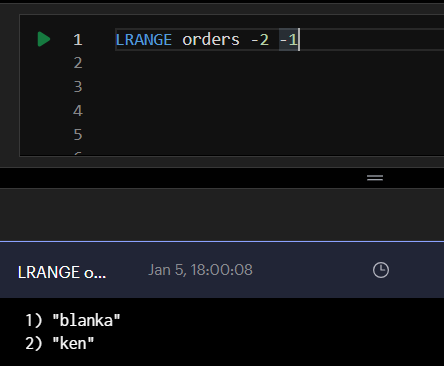 1 LRANGE orders -2 -1
2
3
4
5
LRANGE o... Jan 5, 18:00:08
1) "blanka"
2) "ken"